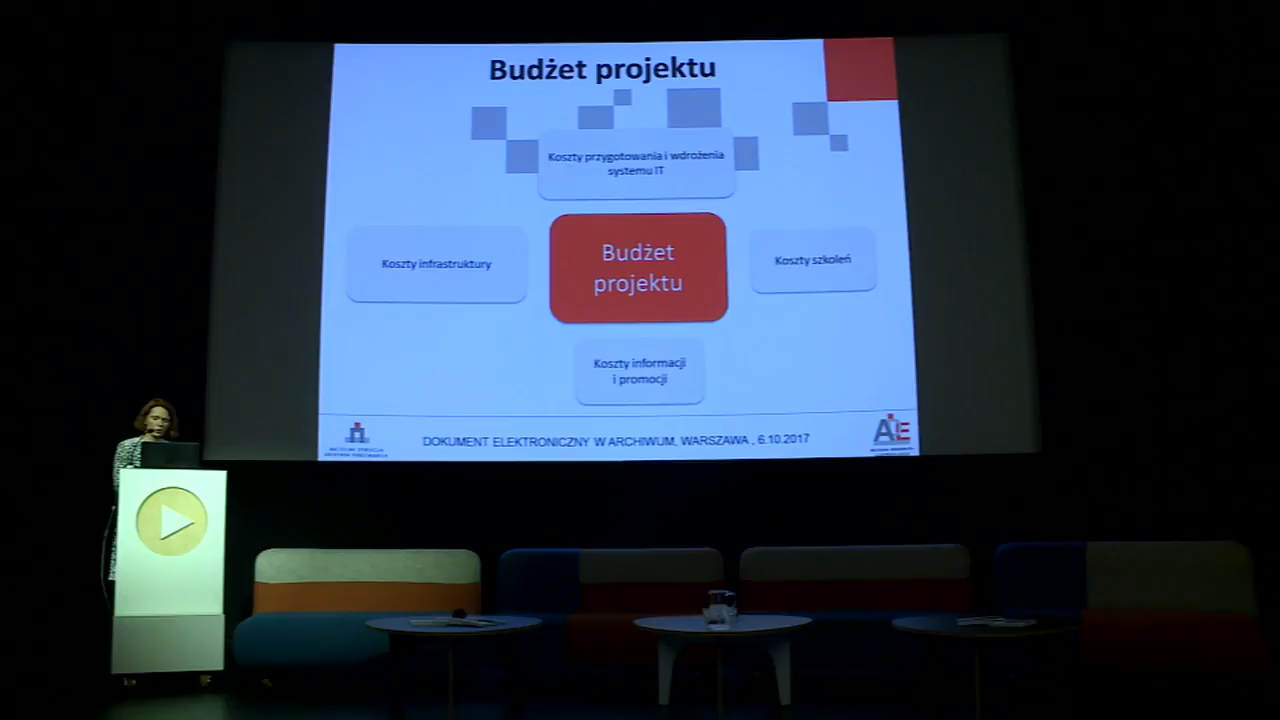 Budżet projektu
Koszty przygotowania i wdrożenia
systemu IT
Koszty infrastruktury
Budżet
projektu
Koszty szkoleń
Koszty informacji
i promocji
DOKUMENT ELEKTRONICZNY W ARCHIWUM, WARSZAWA , 6.10.2017